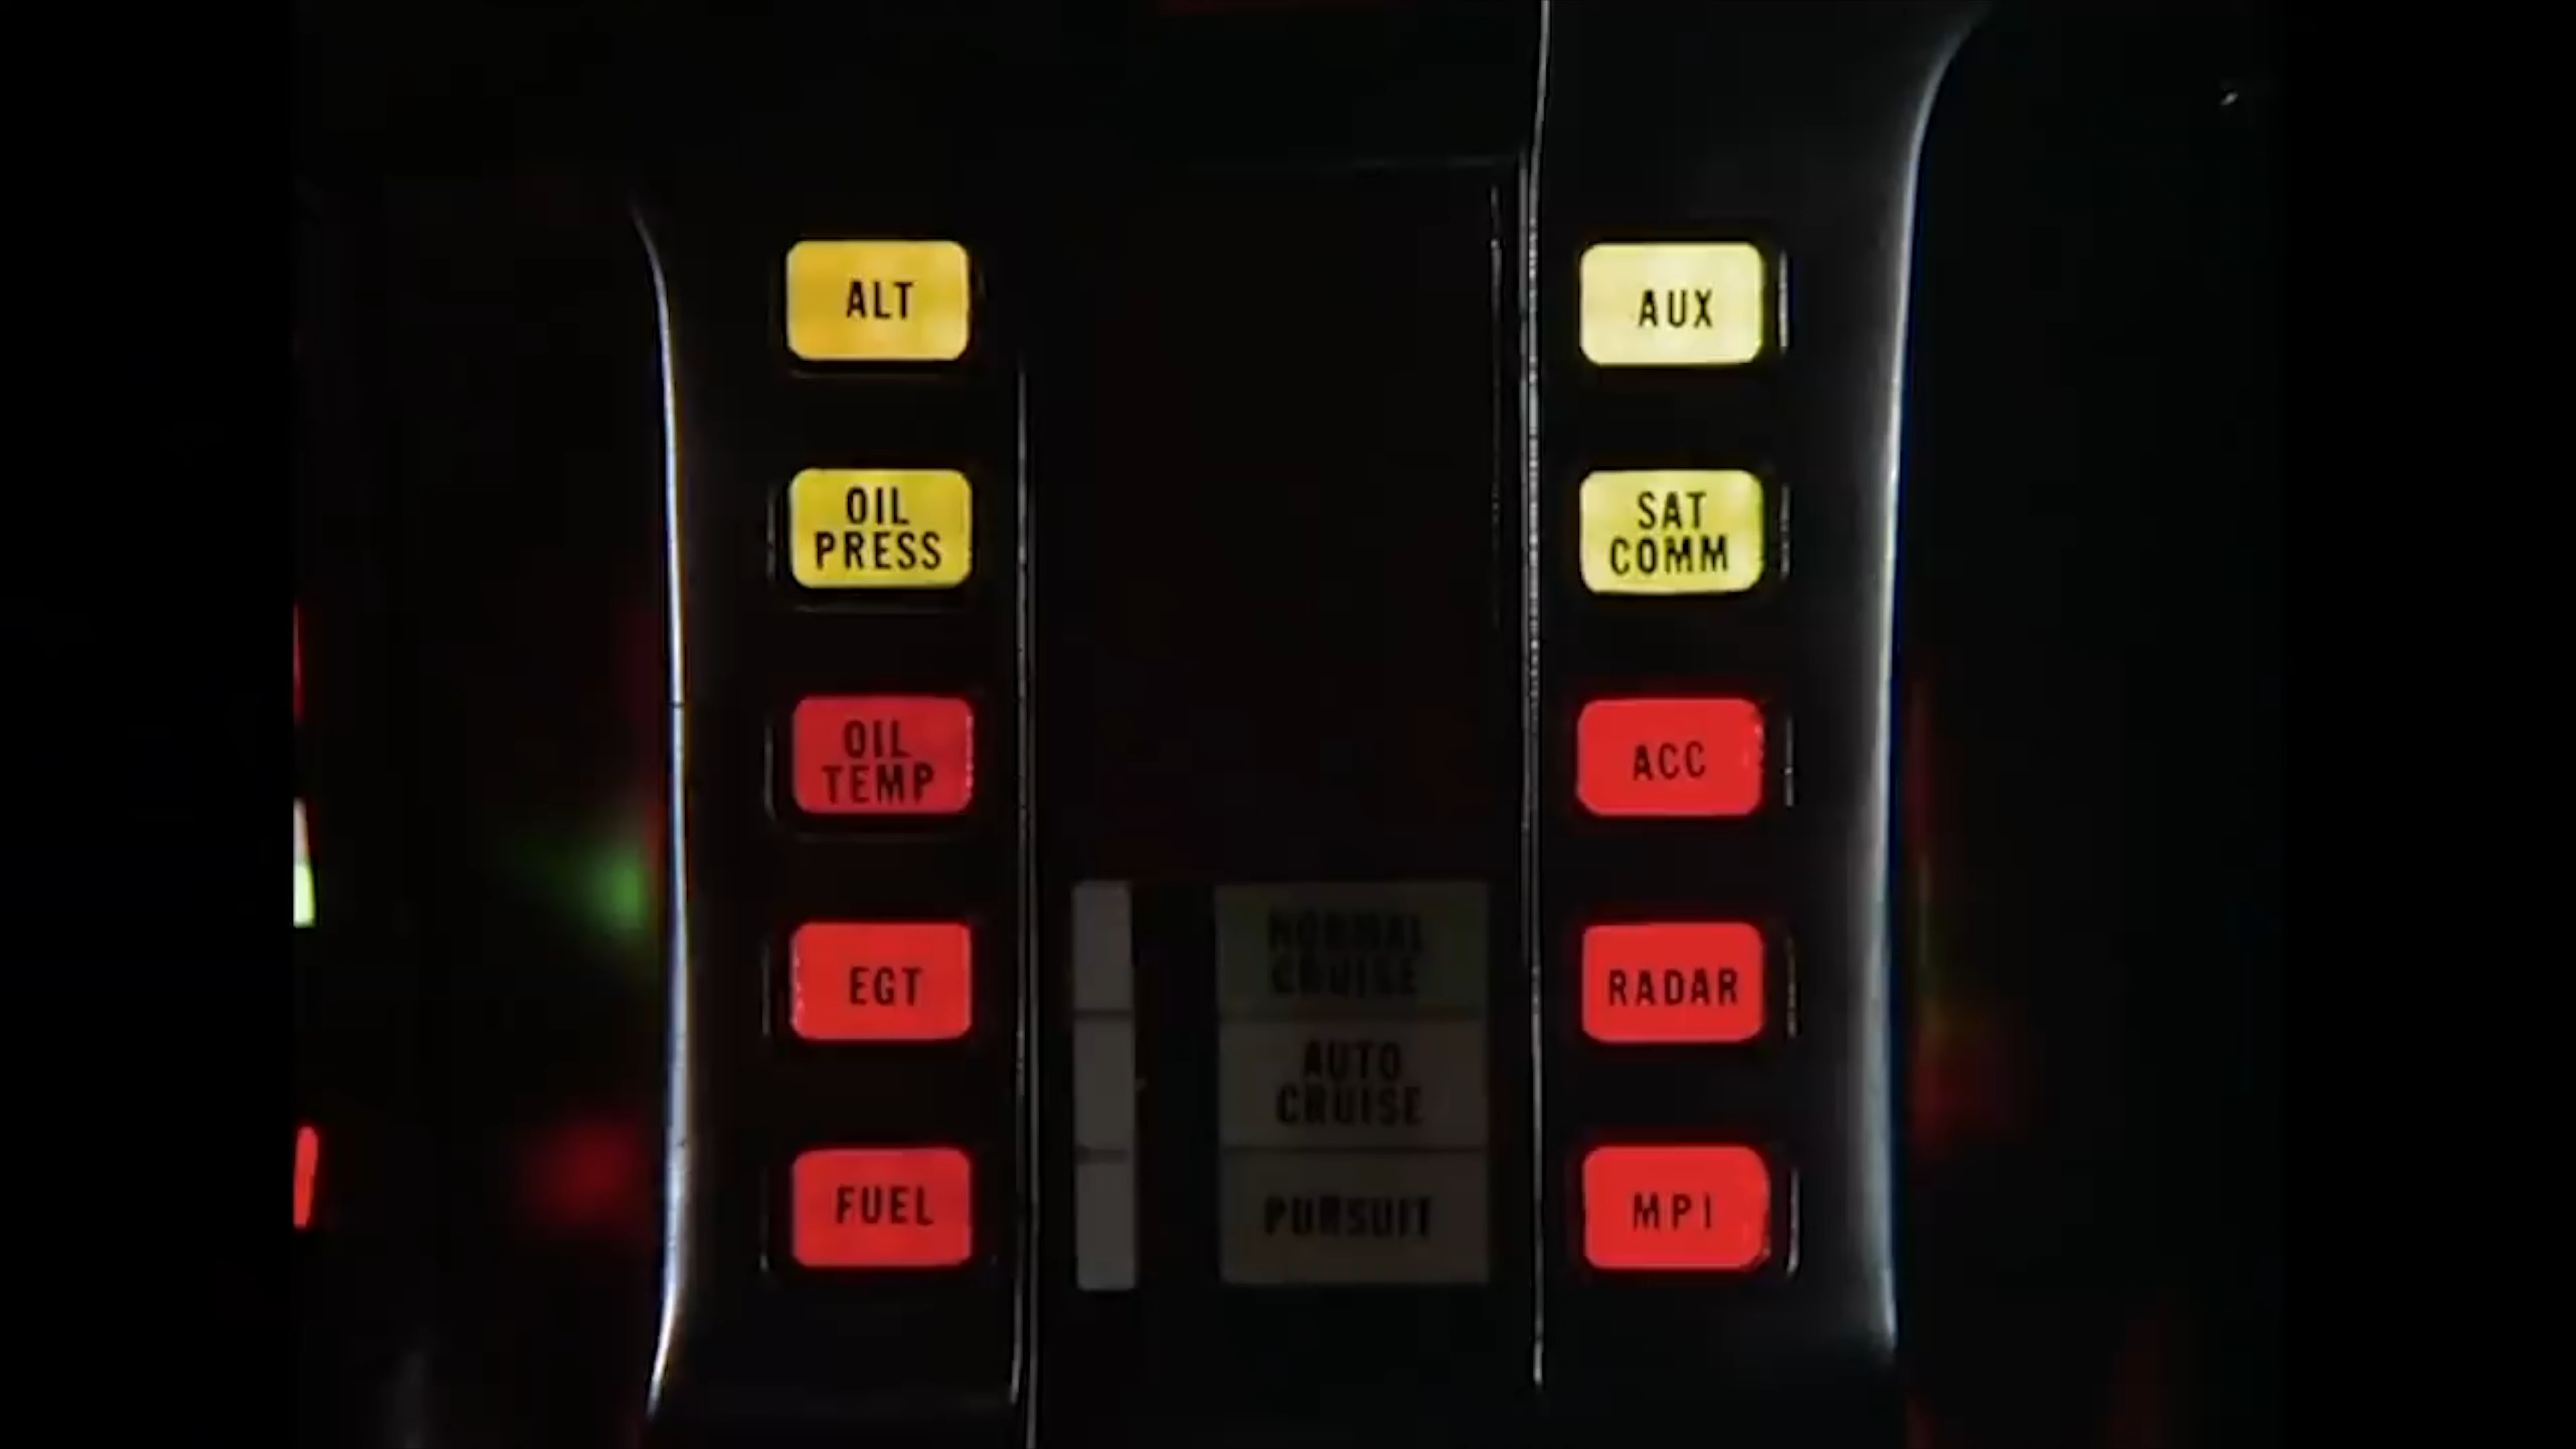 ALT
OIL
PRESS
OIL
TEMP
EGT
FUEL
NORMAL
CRUISE
AUTO
CRUISE
PURSUIT
AUX
SAT
COMM
ACC
RADAR
MPI